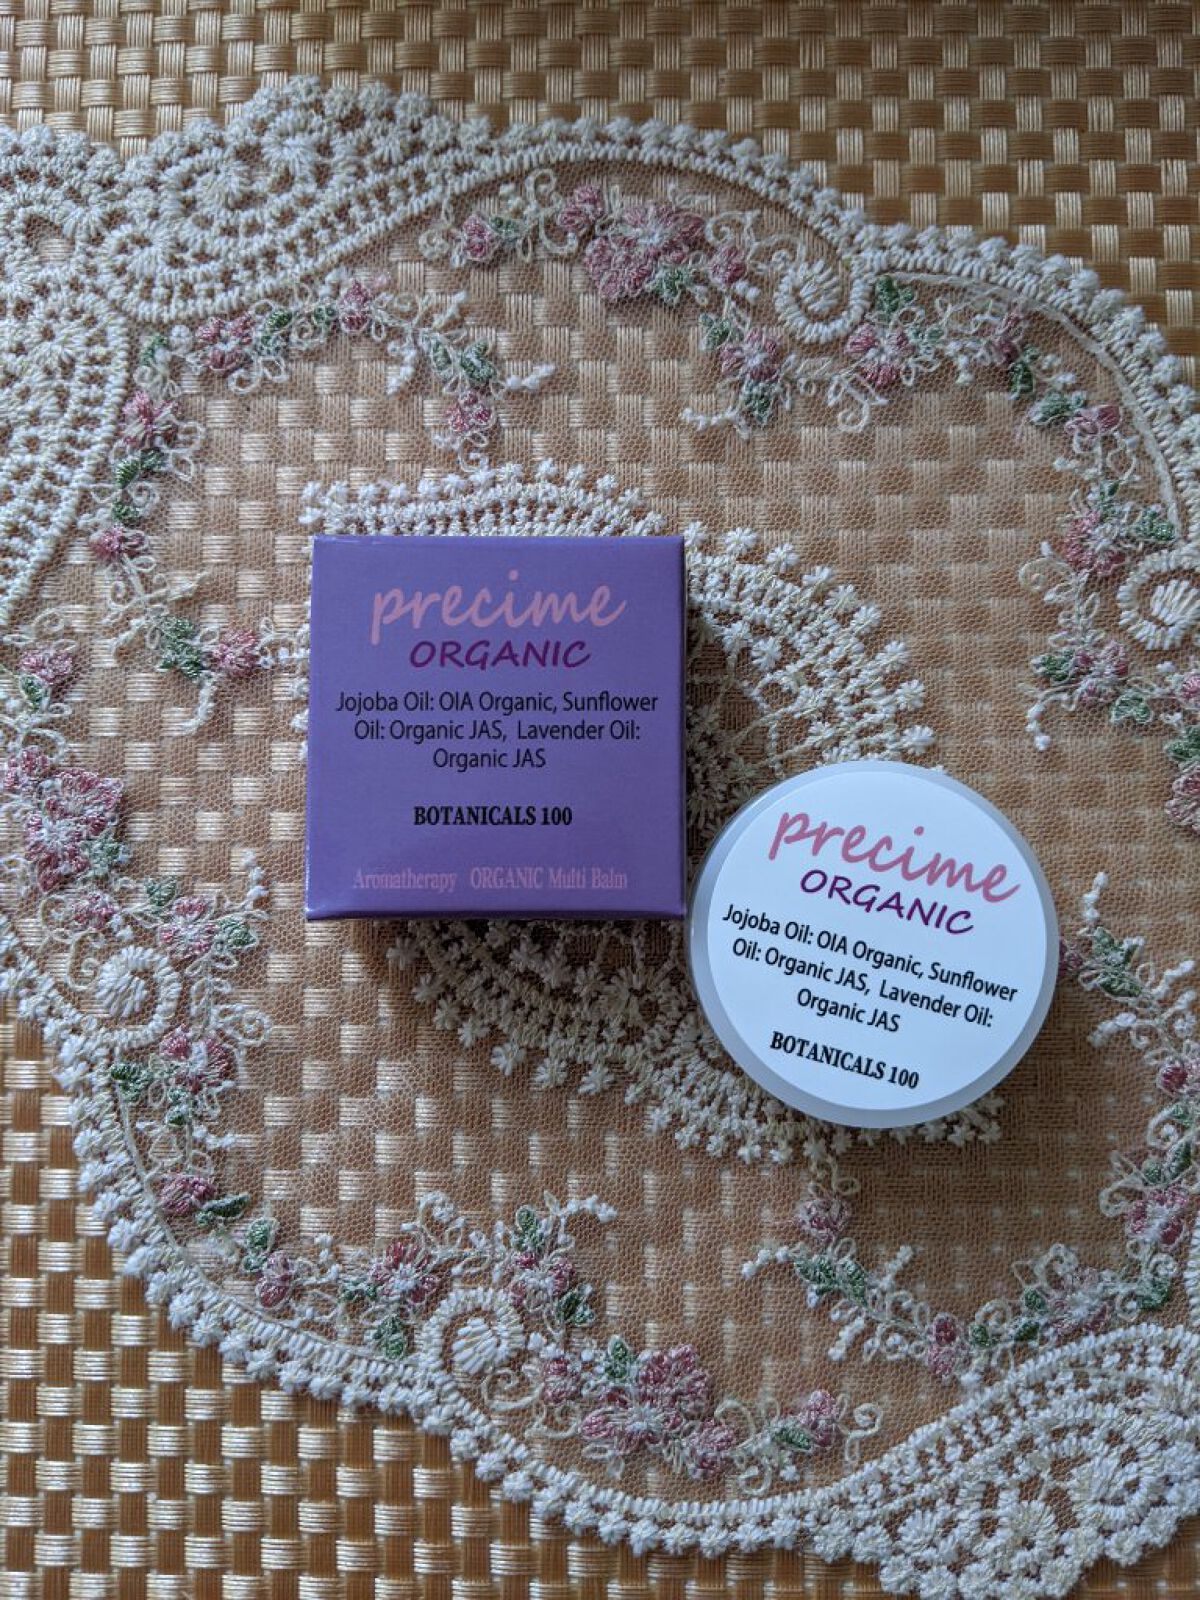 precime
ORGANIC
Jojoba Oil: OIA Organic, Sunflower
Oil: Organic JAS, Lavender Oil:
Organic JAS
BOTANICALS 100
Aromatherapy ORGANIC Multi Balm
precime
ORGANIC
Jojoba Oil: OIA Organic, Sunflower
Oil: Organic JAS, Lavender Oil:
Organic JAS
BOTANICALS 100